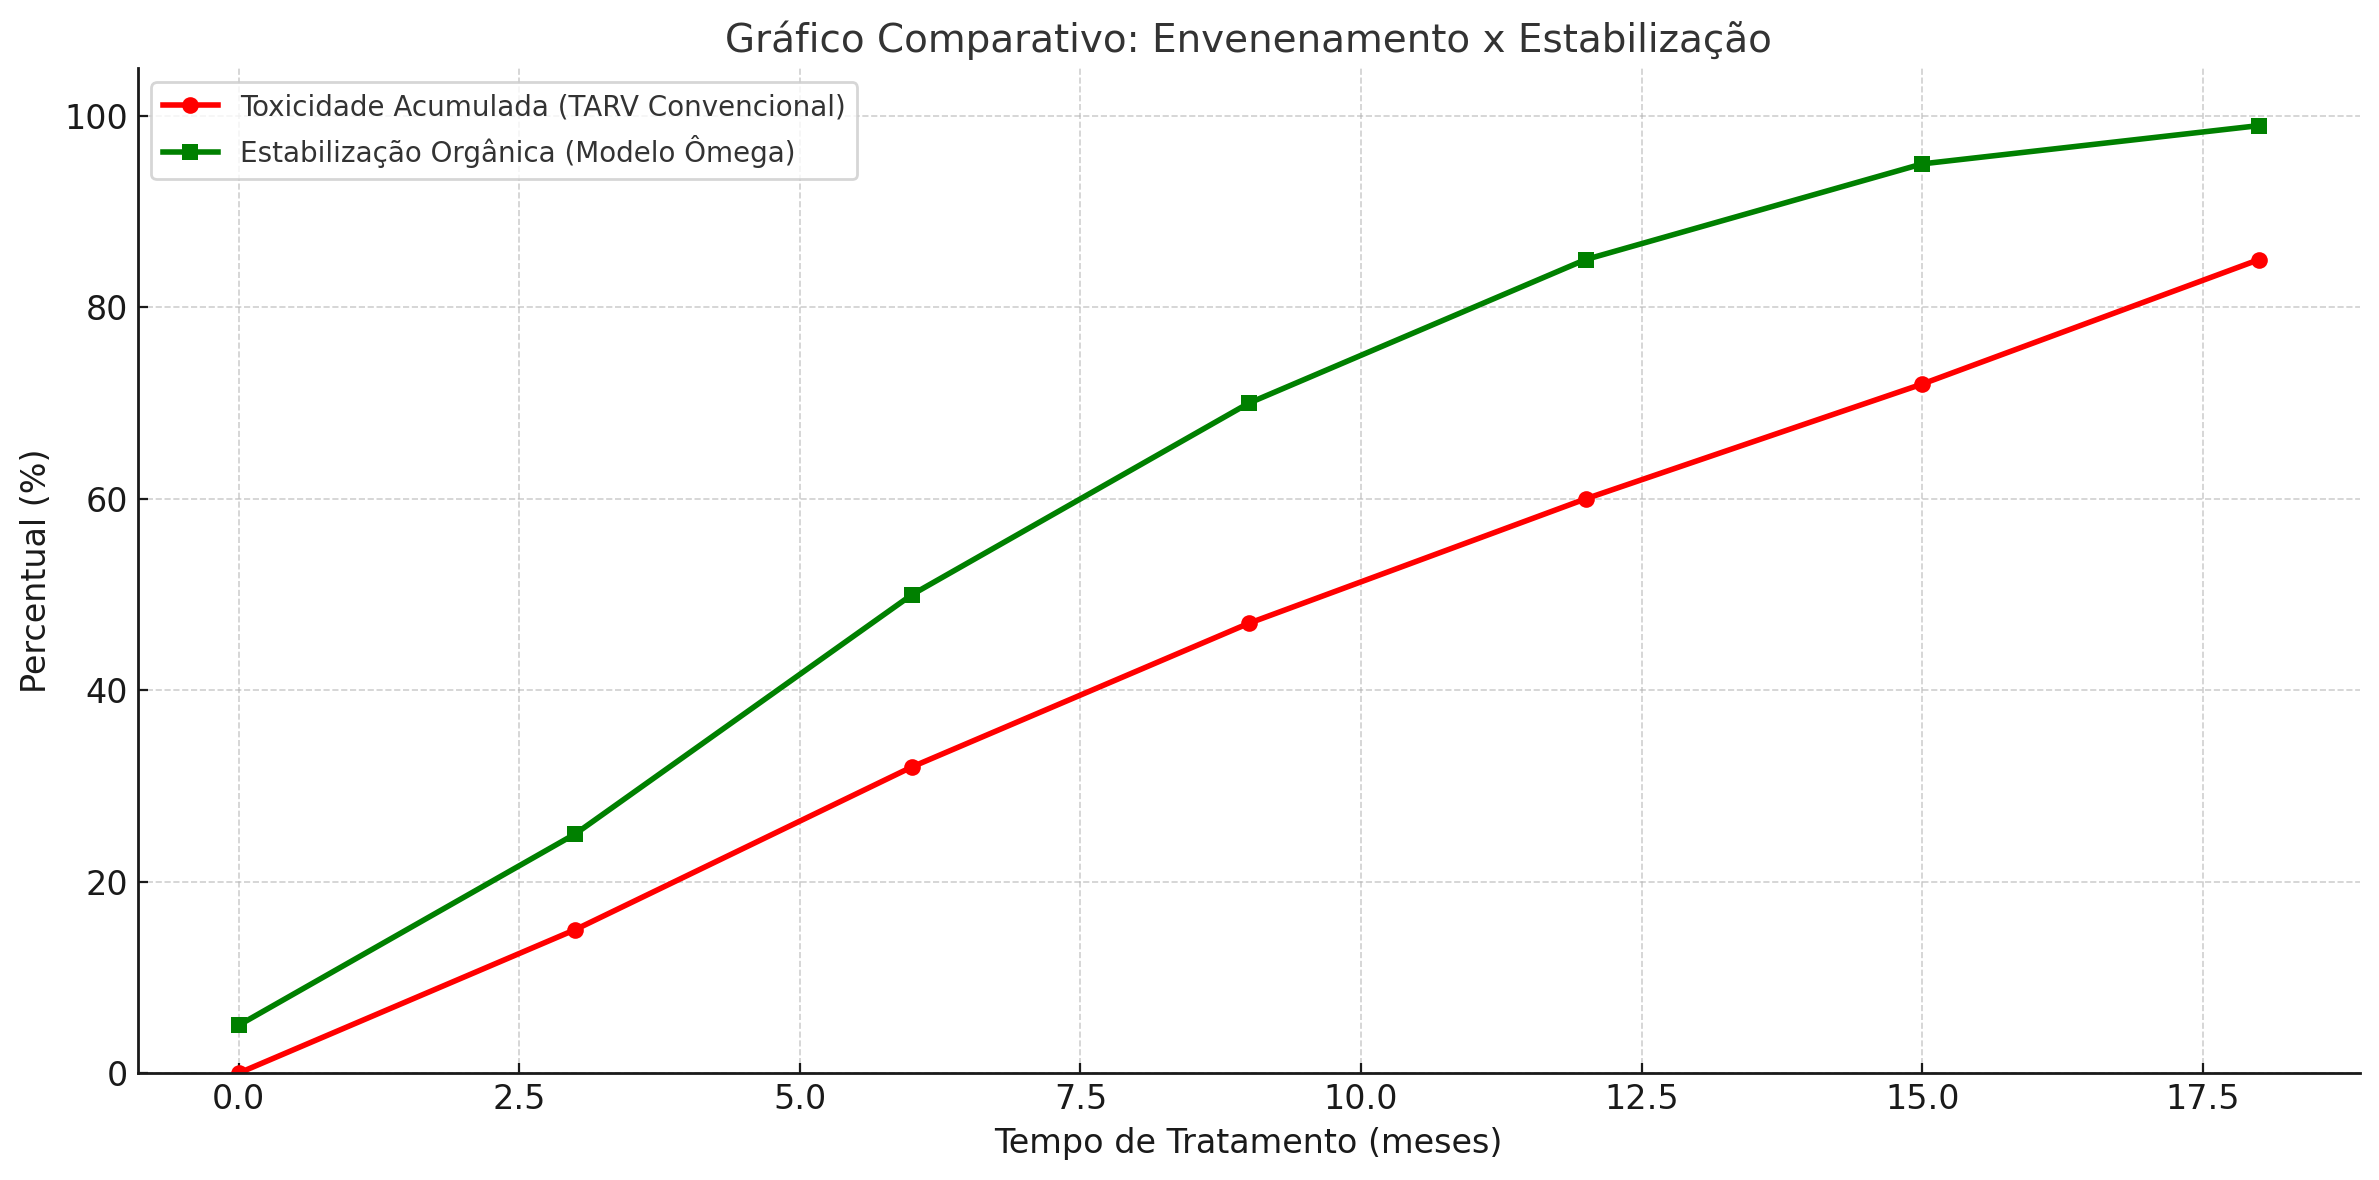 Gráfico Comparativo: Envenenamento x Estabilização
Toxicidade Acumulada (TARV Convencional)
Estabilização Orgânica (Modelo Ômega)
Percentual (%)
100
80
60
40
20
0
0.0 2.5 5.0 7.5 10.0 12.5 15.0 17.5
Tempo de Tratamento (meses)